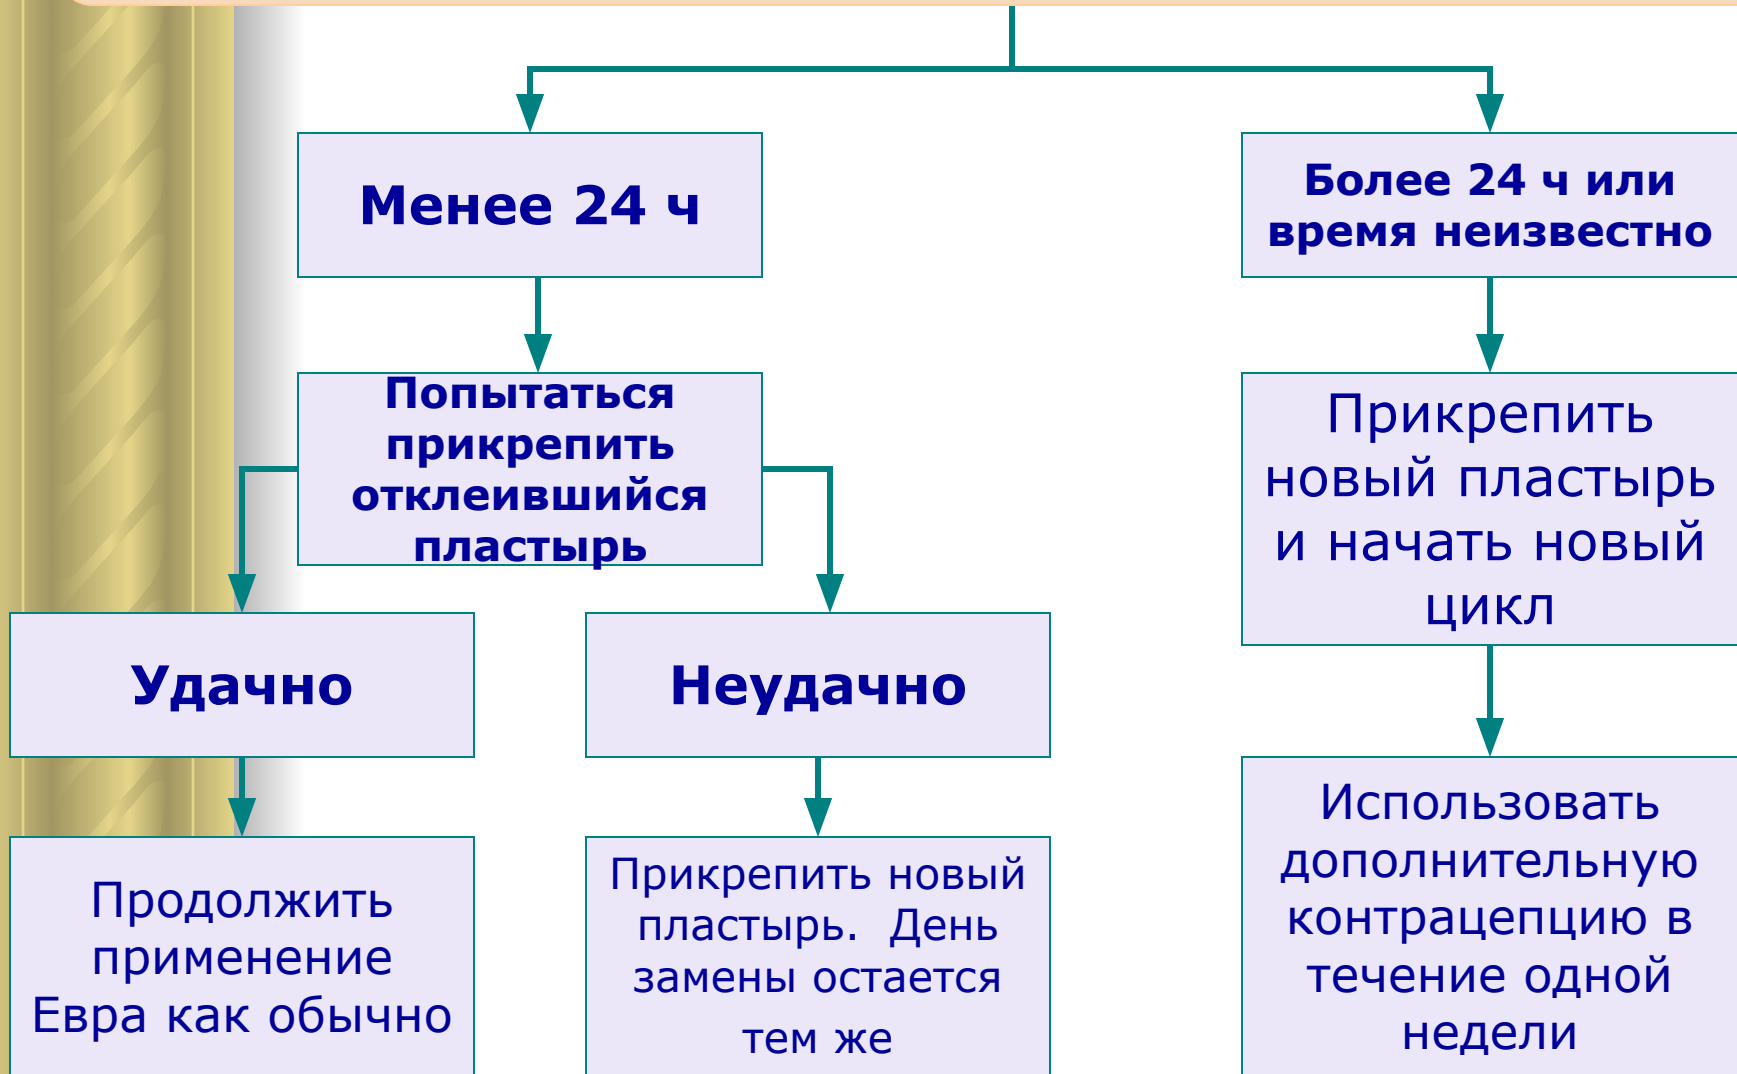 Менее 24 ч
Более 24 ч или
время неизвестно
Попытаться
прикрепить
отклеившийся
пластырь
Прикрепить
новый пластырь
и начать новый
цикл
Удачно
Неудачно
Продолжить
применение
Евра как обычно
Прикрепить новый
пластырь.  День
замены остается
тем же
Использовать
дополнительную
контрацепцию в
течение одной
недели